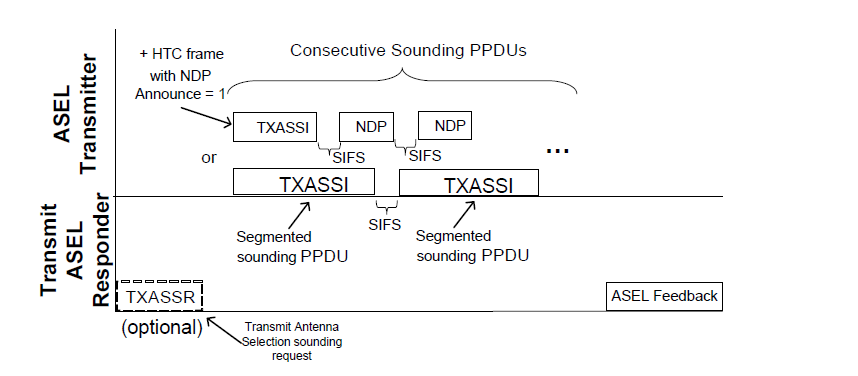 + HTC frame
with NDP
Announce = 1
Consecutive Sounding PPDUs
ASEL
Transmitter
TXASSI
NDP
NDP
SIFS
SIFS
...
or
TXASSI
TXASSI
SIFS
Segmented
sounding PPDU
Segmented
sounding PPDU
Transmit
ASEL
Responder
TXASSR
(optional)
Transmit Antenna
Selection sounding
request
ASEL Feedback